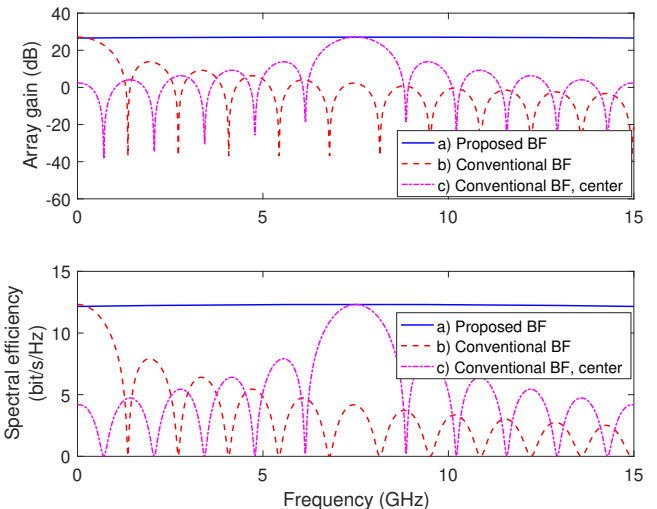 40
20
0
-20
-40
-60
Array gain (dB)
a) Proposed BF
b) Conventional BF
c) Conventional BF, center
0
5
10
15
15
10
5
0
Spectral efficiency
(bit/s/Hz)
a) Proposed BF
b) Conventional BF
c) Conventional BF, center
0
5
10
15
Frequency (GHz)